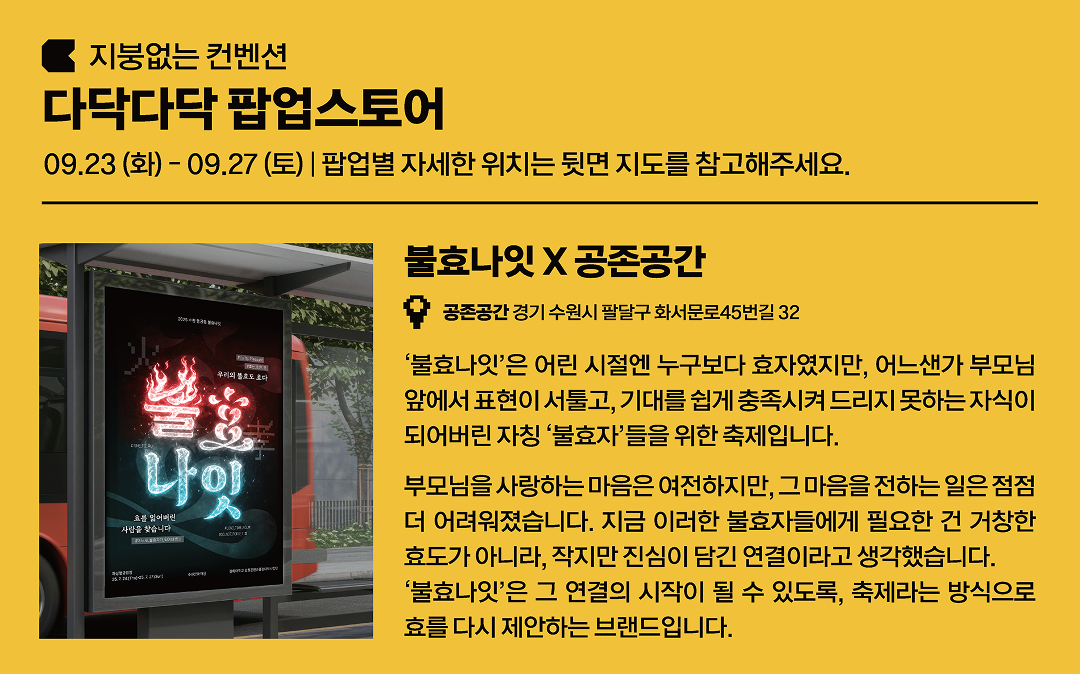 지붕없는 컨벤션
다닥다닥 팝업스토어
09.23 (화) - 09.27 (토) | 팝업별 자세한 위치는 뒷면 지도를 참고해주세요.
불효나잇 X 공존공간
공존공간 경기 수원시 팔달구 화서문로45번길 32
‘불효나잇’은 어린 시절엔 누구보다 효자였지만, 어느샌가 부모님
앞에서 표현이 서툴고, 기대를 쉽게 충족시켜 드리지 못하는 자식이
되어버린 자칭 ‘불효자’들을 위한 축제입니다.
부모님을 사랑하는 마음은 여전하지만, 그 마음을 전하는 일은 점점
더 어려워졌습니다. 지금 이러한 불효자들에게 필요한 건 거창한
효도가 아니라, 작지만 진심이 담긴 연결이라고 생각했습니다.
‘불효나잇’은 그 연결의 시작이 될 수 있도록, 축제라는 방식으로
효를 다시 제안하는 브랜드입니다.
우리의 불효도 효다
불효
나잇
효를 잃어버린
사람을 찾습니다